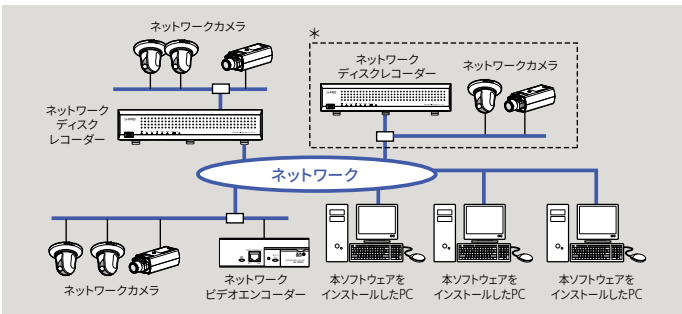 ネットワークカメラ
ネットワーク
ディスク
レコーダー
＊
ネットワーク
ディスクレコーダー
ネットワークカメラ
ネットワーク
ネットワークカメラ
ネットワーク
ビデオエンコーダー
本ソフトウェアを
インストールしたPC
本ソフトウェアを
インストールしたPC
本ソフトウェアを
インストールしたPC